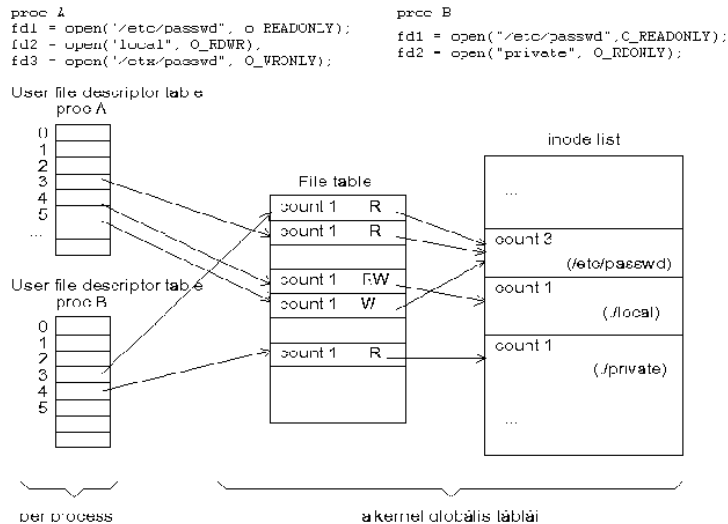 proc A
fd1 = open("/etc/passwd", o_READONLY);
fd2 = open("local", O_RDWR),
fd3 = open("/etx/passwd", O_WRONLY);
proc B
fd1 = open("/etc/passwd",O_READONLY);
fd2 = open("private", O_RDONLY);
User file descriptor table
proc A
0
1
2
3
4
5
...
User file descriptor table
proc B
0
1
2
3
4
5
File table
count 1 R
count 1 R
count 1 RW
count 1 W
count 1 R
inode list
...
count 3
(/etc/passwd)
count 1
(./local)
count 1
(./private)
...
per process
a kernel globális táblái